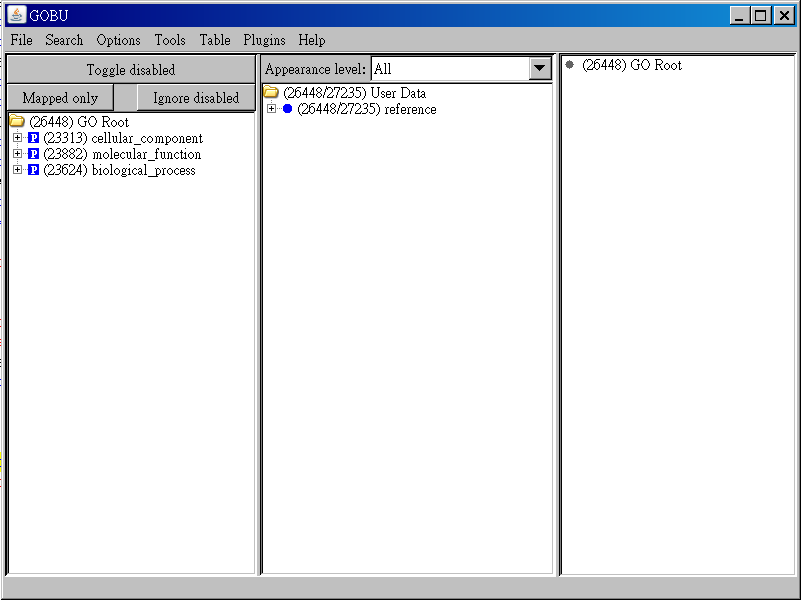 GOBU
File Search Options Tools Table Plugins Help
Toggle disabled
Mapped only Ignore disabled
(26448) GO Root
P (23313) cellular_component
P (23882) molecular_function
P (23624) biological_process
Appearance level: All
(26448/27235) User Data
(26448/27235) reference
(26448) GO Root